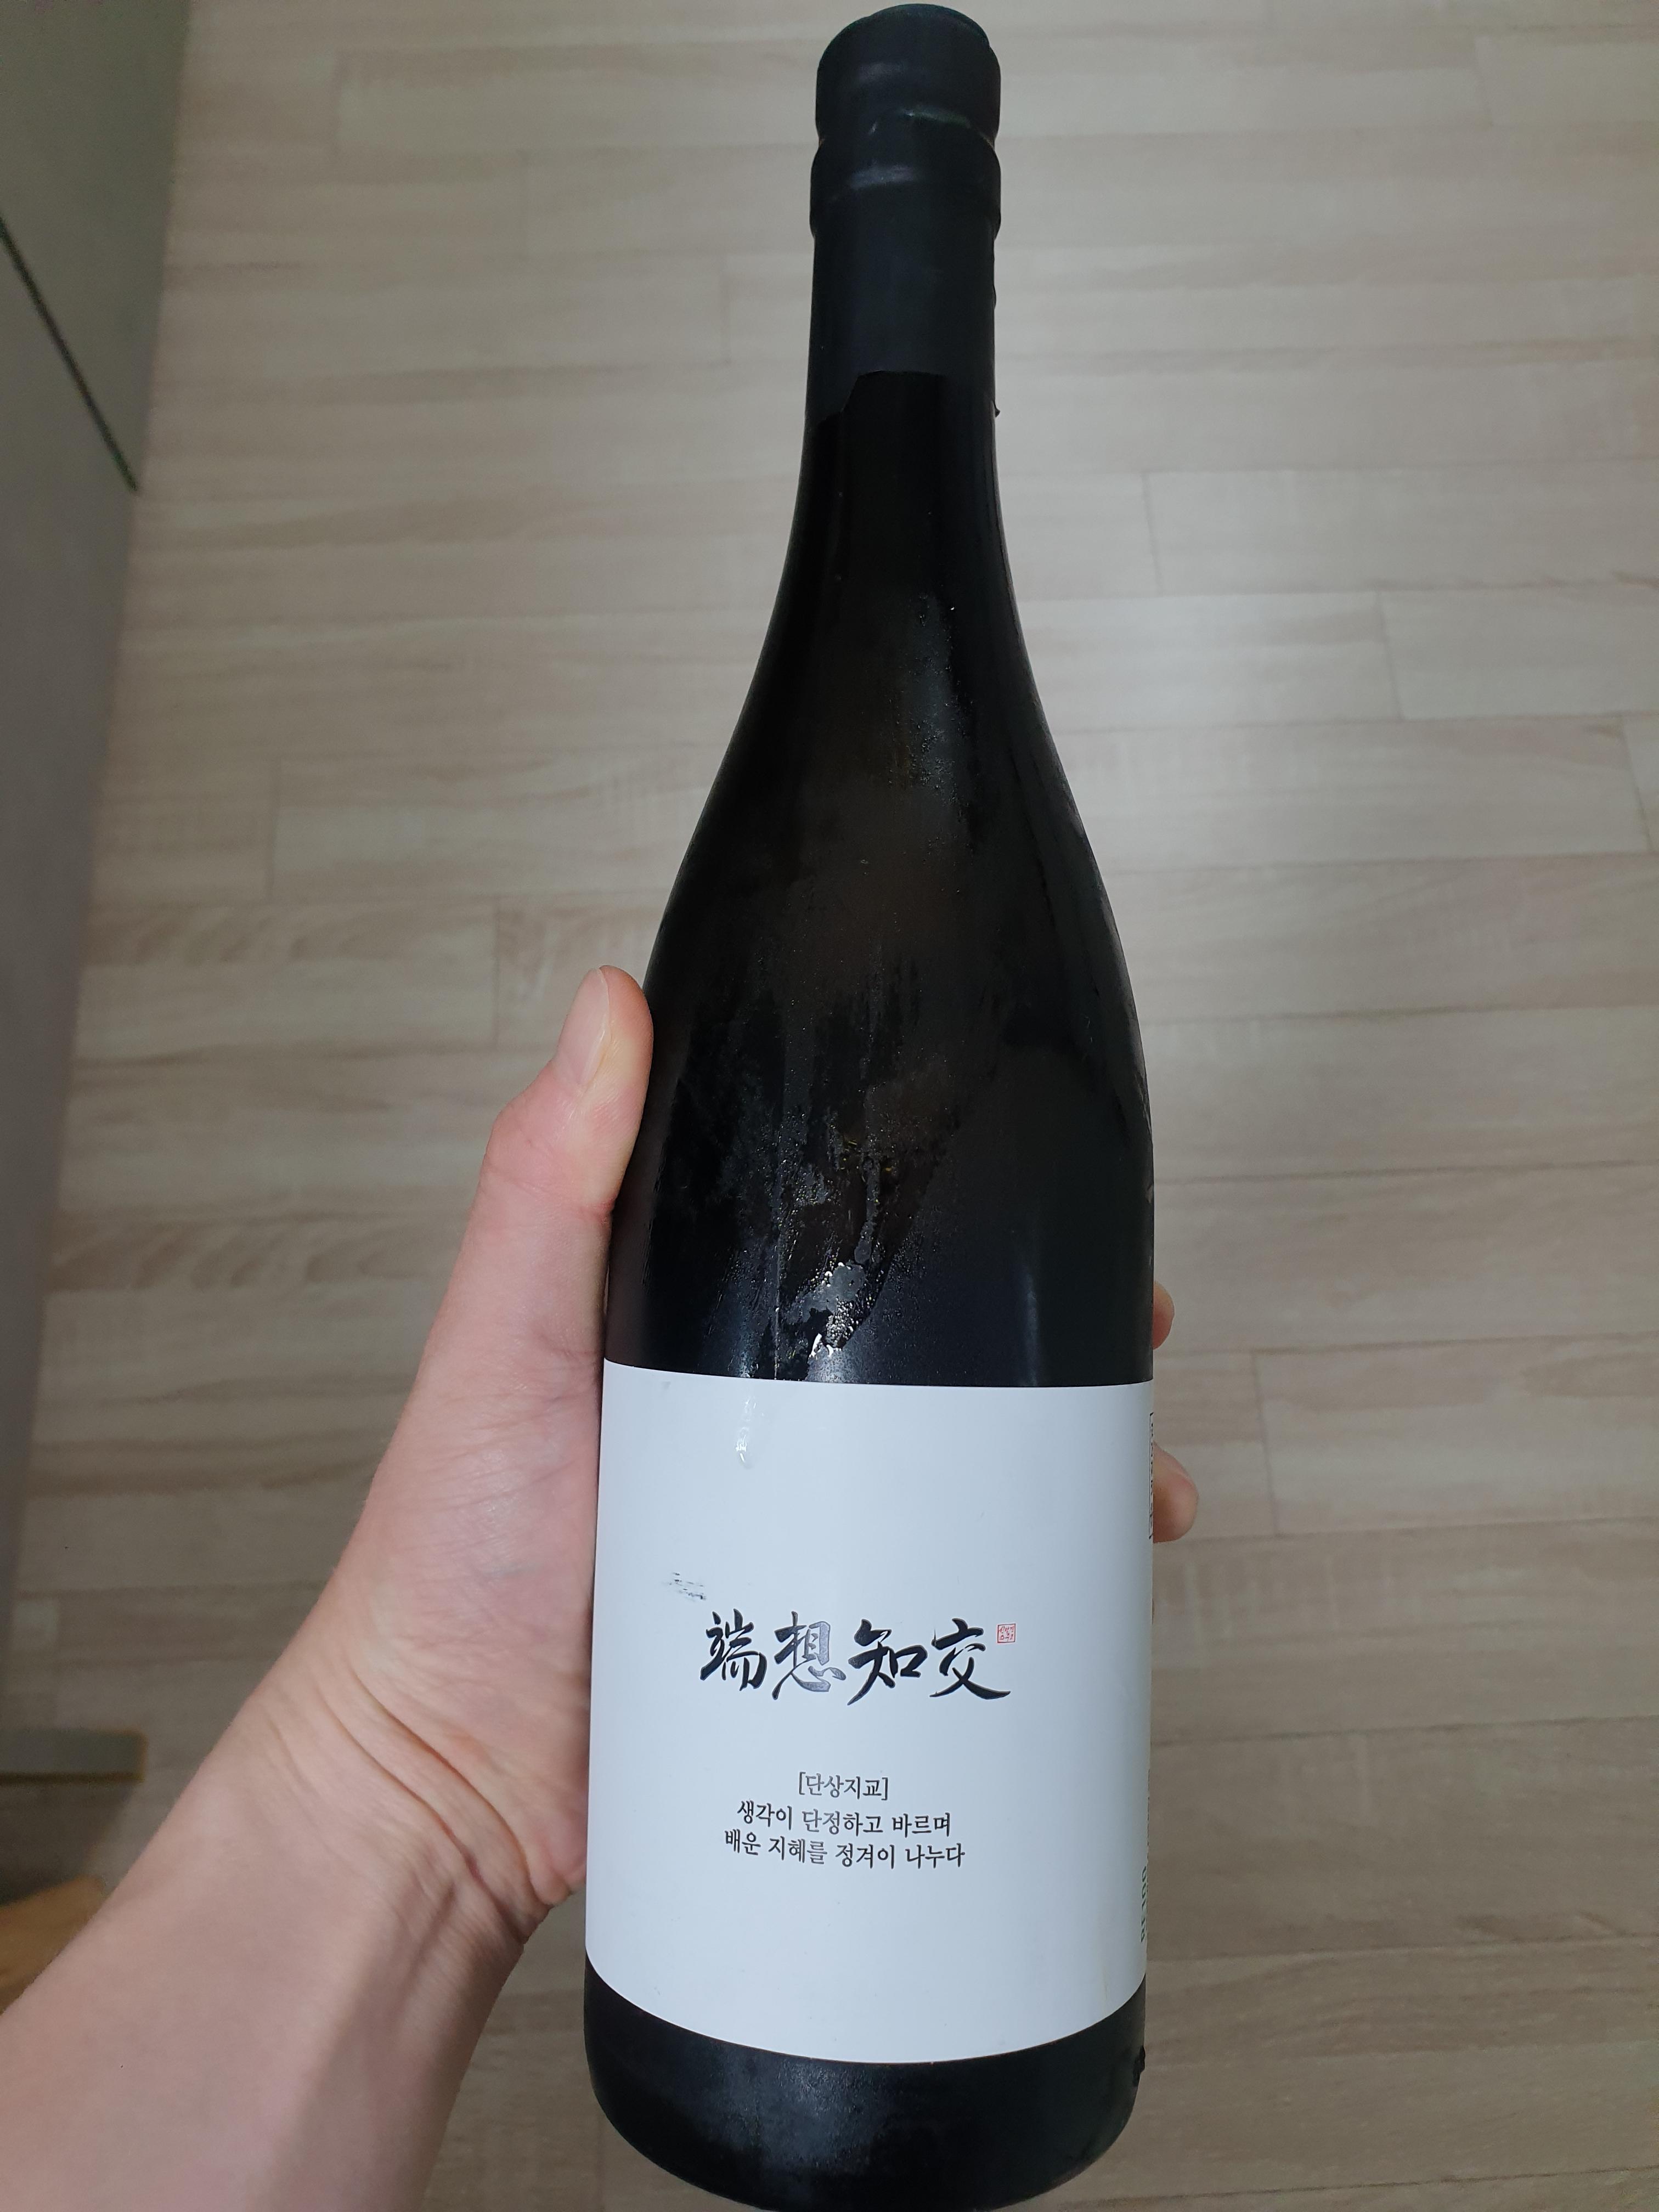 端想知交
[단상지교]
생각이 단정하고 바르며
배운 지혜를 정겨이 나누다